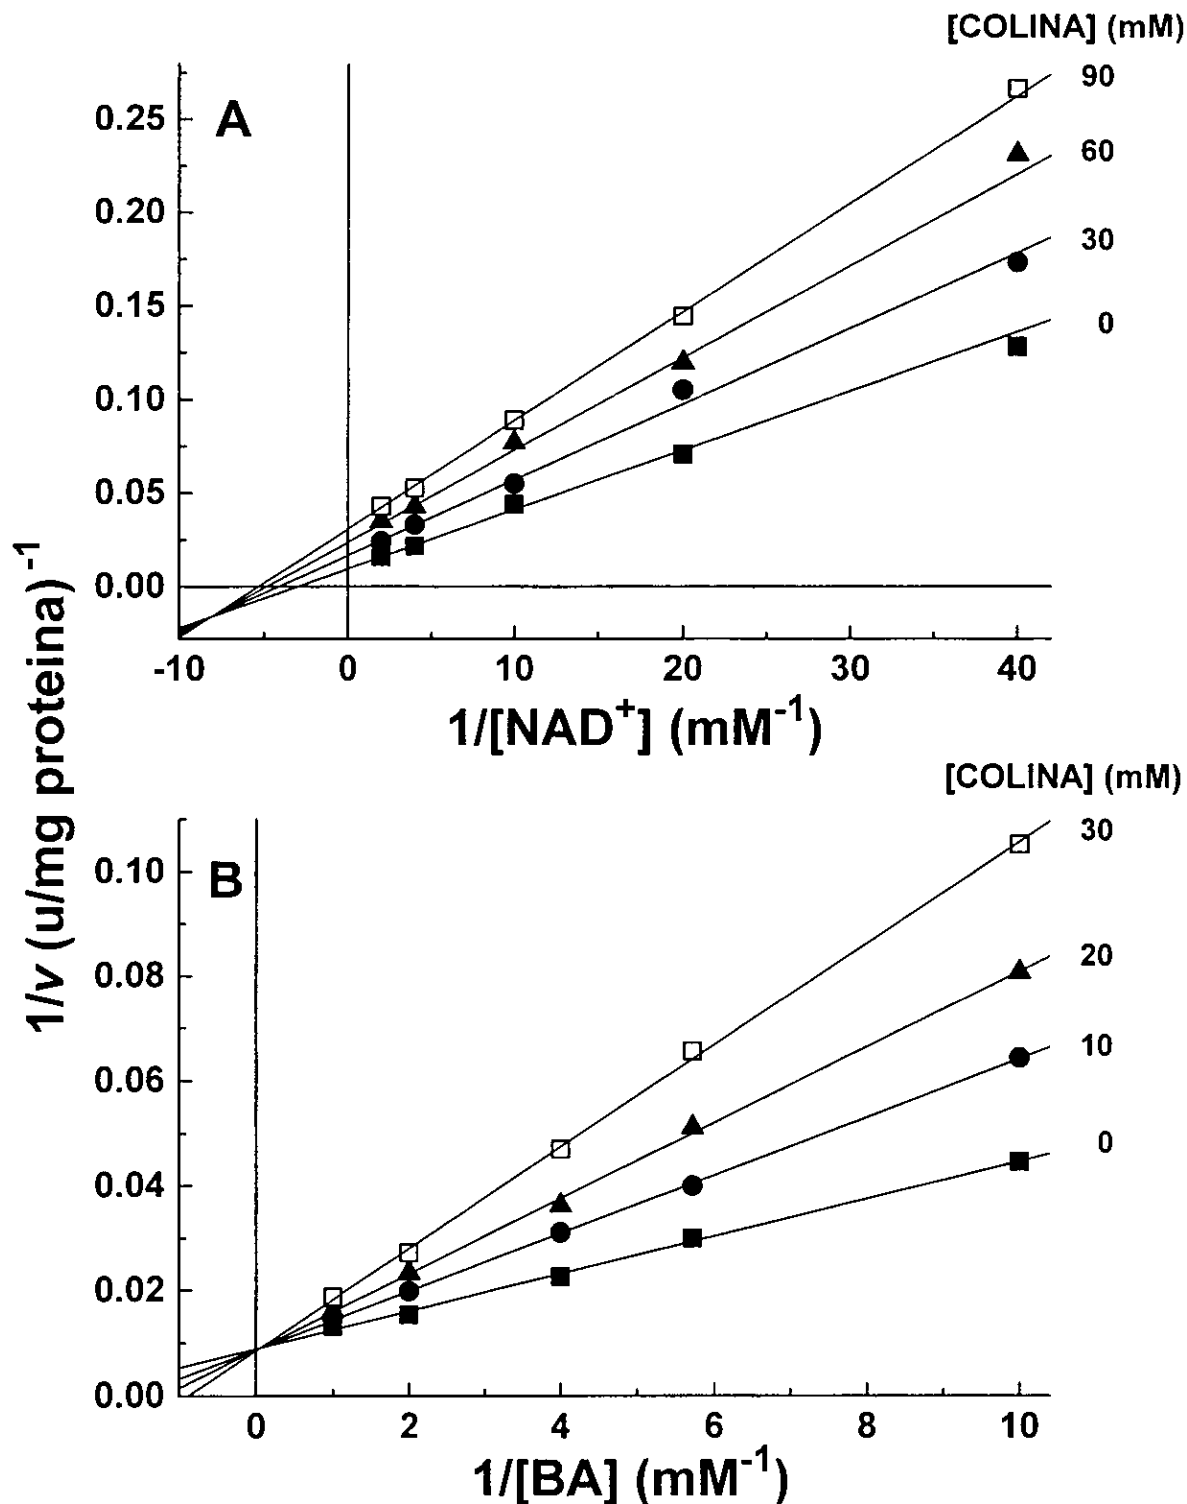 [COLINA] (mM)
A
90
60
30
0
0.25
0.20
0.15
0.10
0.05
0.00
-10 0 10 20 30 40
1/[NAD⁺] (mM⁻¹)
1/v (u/mg proteina)⁻¹
[COLINA] (mM)
B
30
20
10
0
0.10
0.08
0.06
0.04
0.02
0.00
0 2 4 6 8 10
1/[BA] (mM⁻¹)